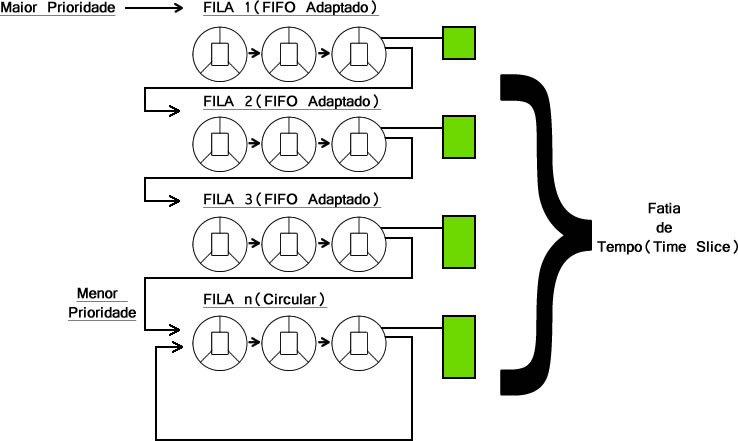 Maior Prioridade
FILA 1(FIFO Adaptado)
FILA 2(FIFO Adaptado)
FILA 3(FIFO Adaptado)
Fatia
de
Tempo(Time Slice)
Menor
Prioridade
FILA n(Circular)